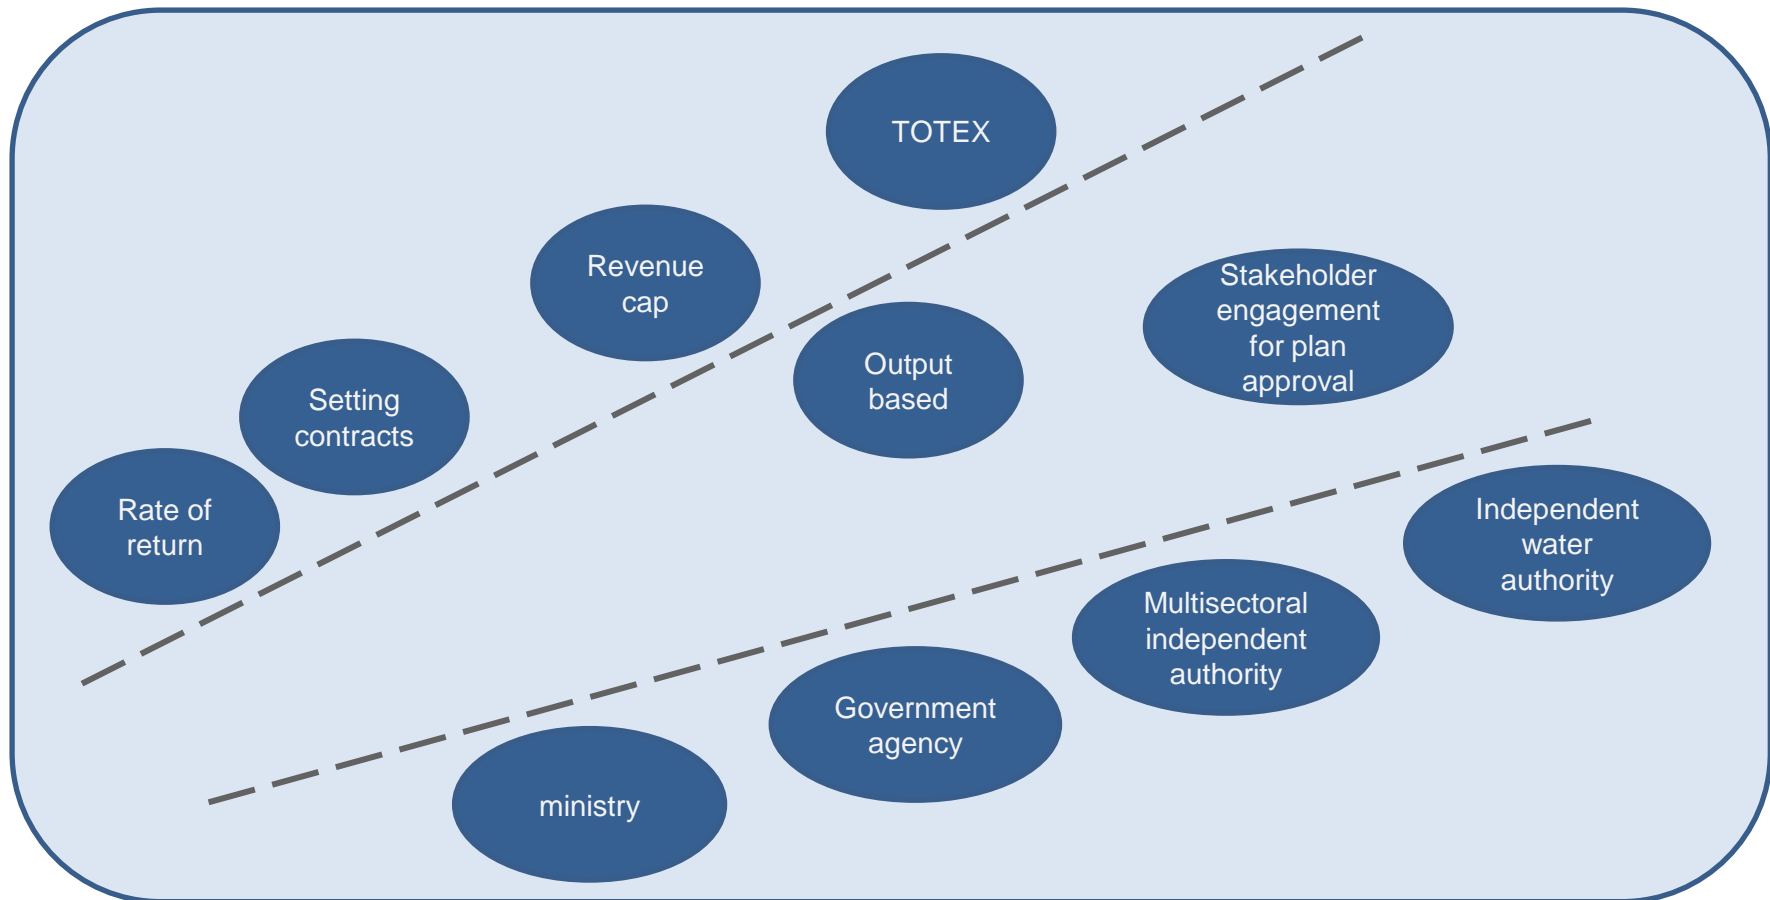 TOTEX
Revenue
cap
Stakeholder
engagement
for plan
approval
Output
based
Setting
contracts
Rate of
return
Independent
water
authority
Multisectoral
independent
authority
Government
agency
ministry